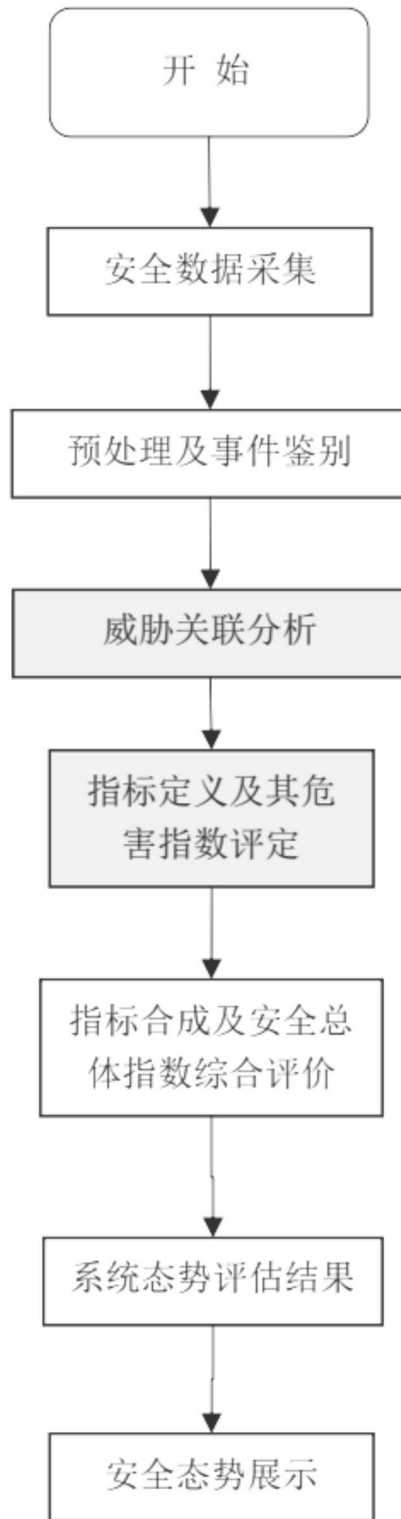 开 始
安全数据采集
预处理及事件鉴别
威胁关联分析
指标定义及其危
害指数评定
指标合成及安全总
体指数综合评价
系统态势评估结果
安全态势展示